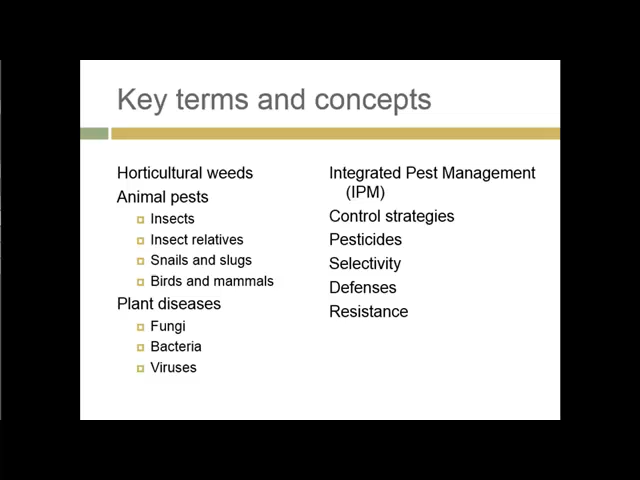 Key terms and concepts
Horticultural weeds
Animal pests
Insects
Insect relatives
Snails and slugs
Birds and mammals
Plant diseases
Fungi
Bacteria
Viruses
Integrated Pest Management
(IPM)
Control strategies
Pesticides
Selectivity
Defenses
Resistance